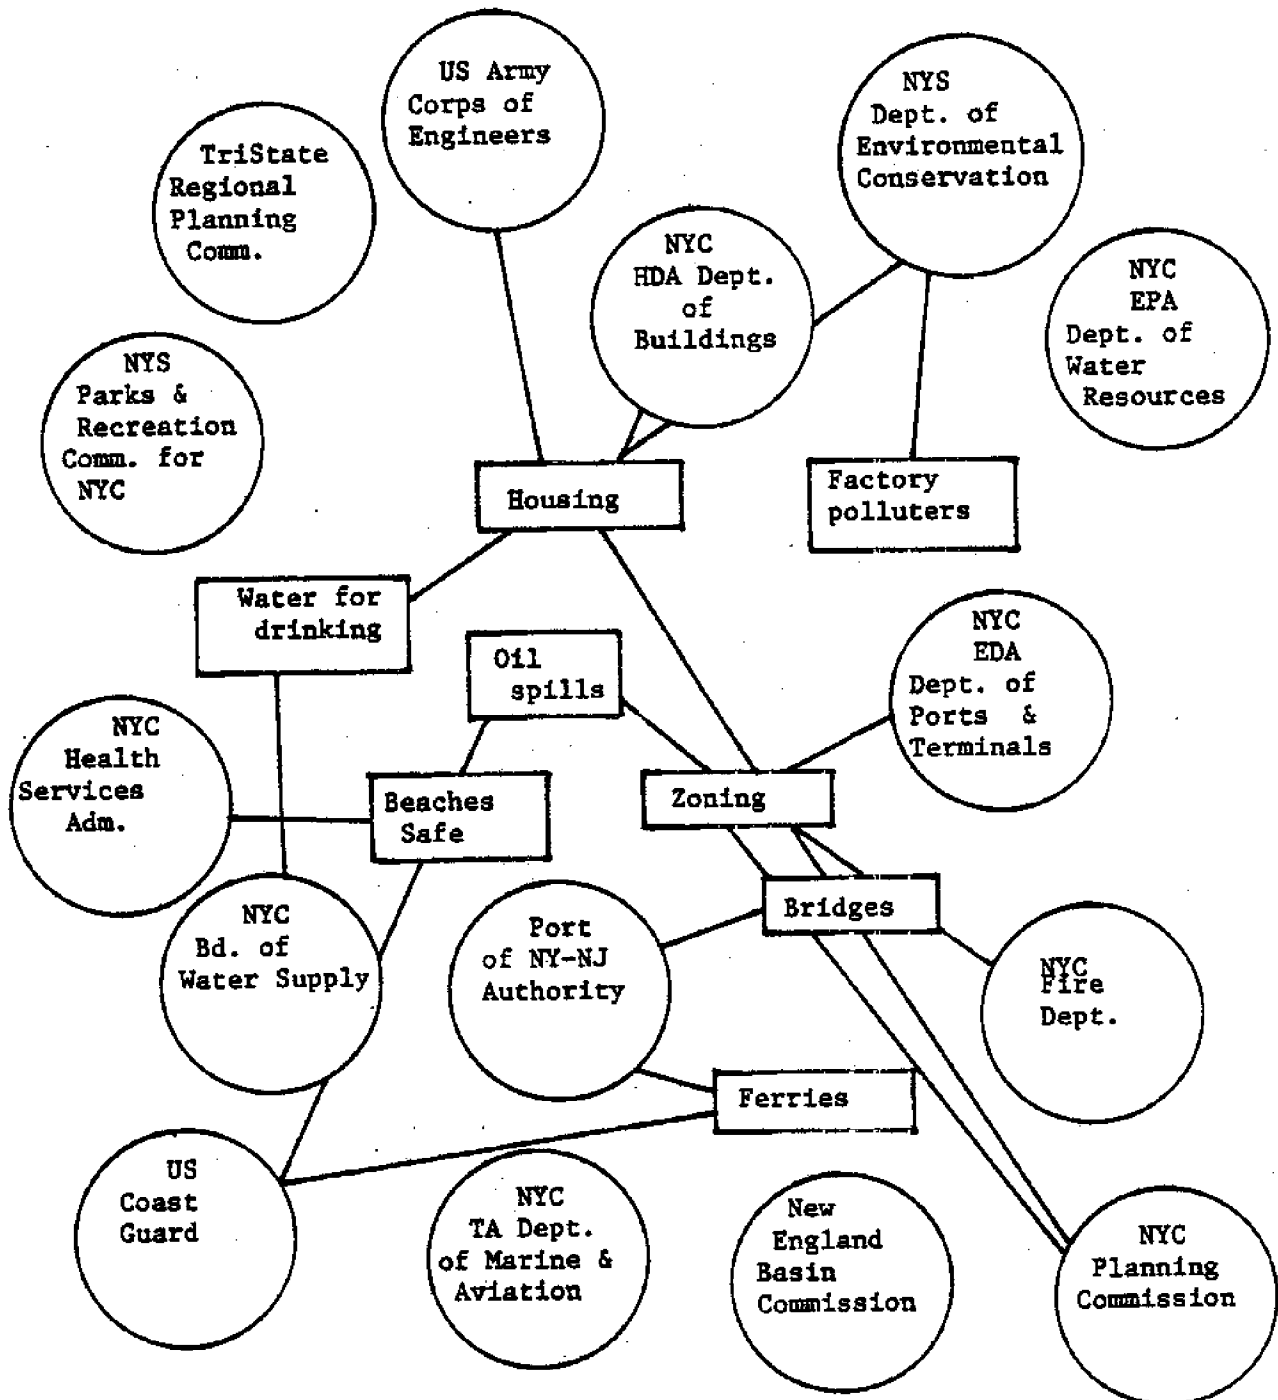 US Army
Corps of
Engineers
NYS
Dept. of
Environmental
Conservation
TriState
Regional
Planning
Comm.
NYC
HDA Dept.
of
Buildings
NYC
EPA
Dept. of
Water
Resources
NYS
Parks &
Recreation
Comm. for
NYC
Housing
Factory
polluters
Water for
drinking
Oil
spills
NYC
EDA
Dept. of
Ports &
Terminals
NYC
Health
Services
Adm.
Beaches
Safe
Zoning
NYC
Bd. of
Water Supply
Port
of NY-NJ
Authority
Bridges
NYC
Fire
Dept.
Ferries
US
Coast
Guard
NYC
TA Dept.
of Marine &
Aviation
New
England
Basin
Commission
NYC
Planning
Commission